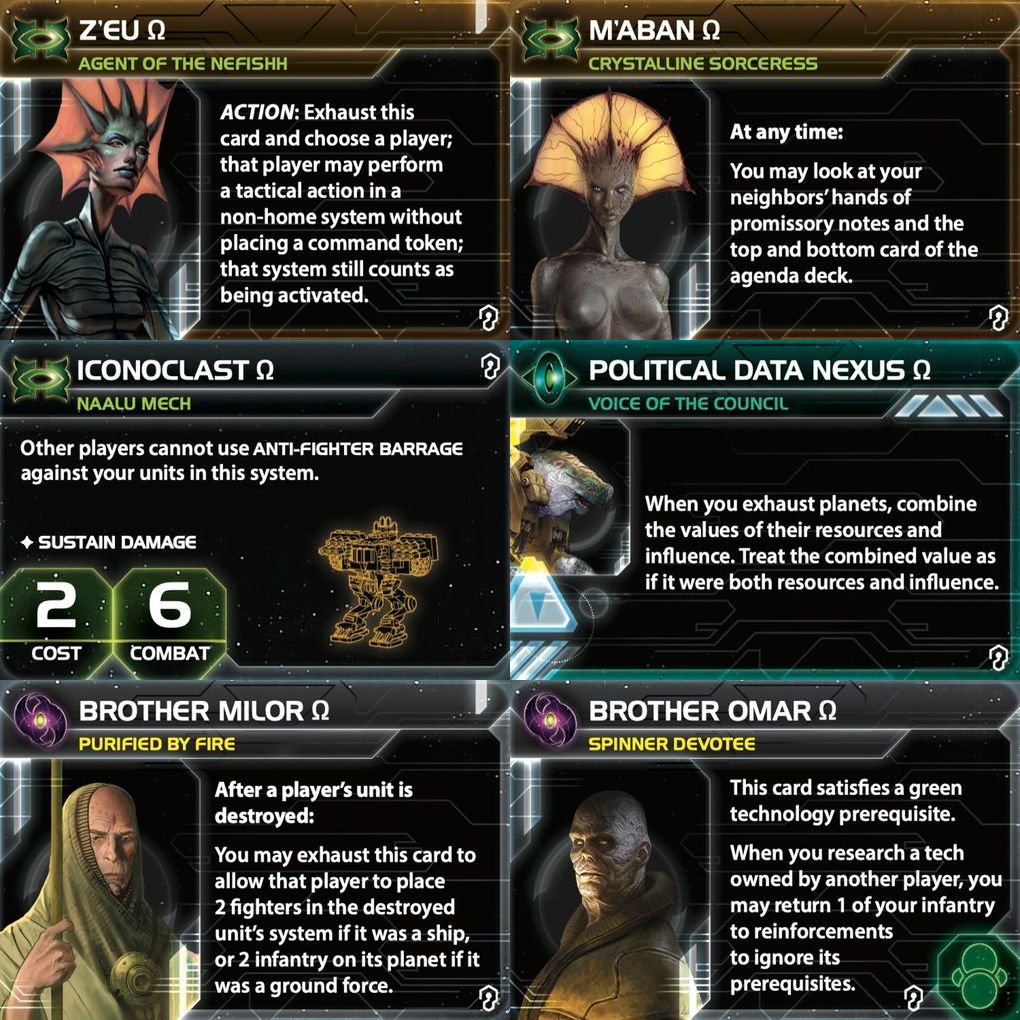 Z'EU Ω
AGENT OF THE NEFISHH
ACTION: Exhaust this
card and choose a player;
that player may perform
a tactical action in a
non-home system without
placing a command token;
that system still counts as
being activated.
M'ABAN Ω
CRYSTALLINE SORCERESS
At any time:
You may look at your
neighbors' hands of
promissory notes and the
top and bottom card of the
agenda deck.
ICONOCLAST Ω
NAALU MECH
Other players cannot use ANTI-FIGHTER BARRAGE
against your units in this system.
✦ SUSTAIN DAMAGE
2
COST
6
COMBAT
POLITICAL DATA NEXUS Ω
VOICE OF THE COUNCIL
When you exhaust planets, combine
the values of their resources and
influence. Treat the combined value as
if it were both resources and influence.
BROTHER MILOR Ω
PURIFIED BY FIRE
After a player's unit is
destroyed:
You may exhaust this card to
allow that player to place
2 fighters in the destroyed
unit's system if it was a ship,
or 2 infantry on its planet if it
was a ground force.
BROTHER OMAR Ω
SPINNER DEVOTEE
This card satisfies a green
technology prerequisite.
When you research a tech
owned by another player, you
may return 1 of your infantry
to reinforcements
to ignore its
prerequisites.